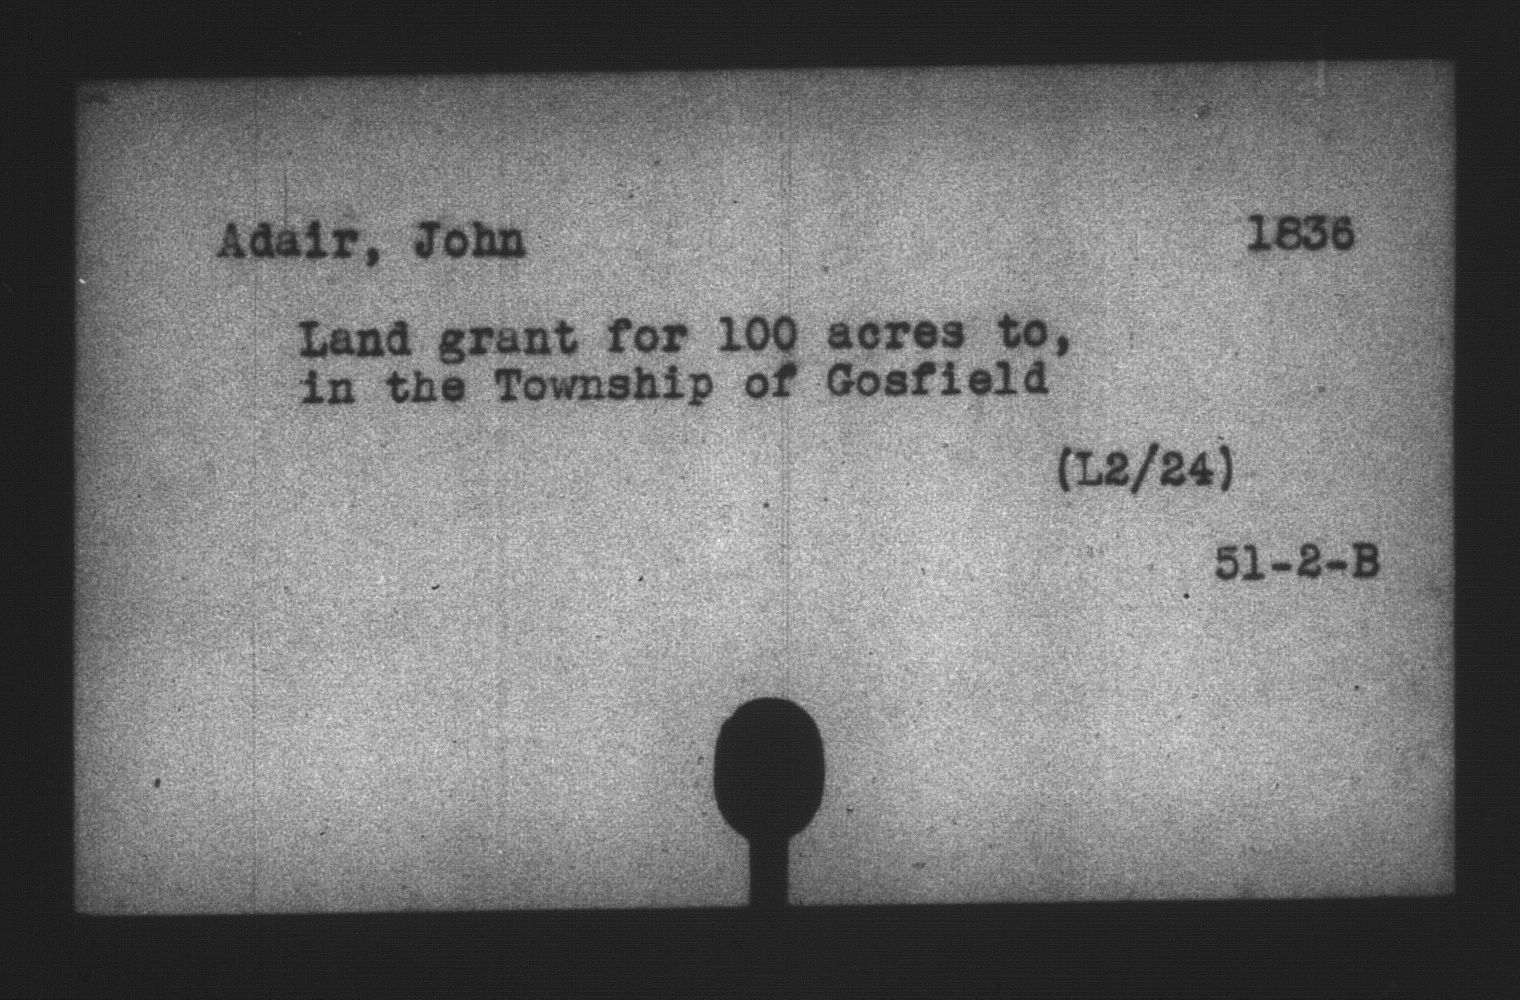 Adair, John 1836
Land grant for 100 acres to,
in the Township of Gosfield
(L2/24)
51-2-B